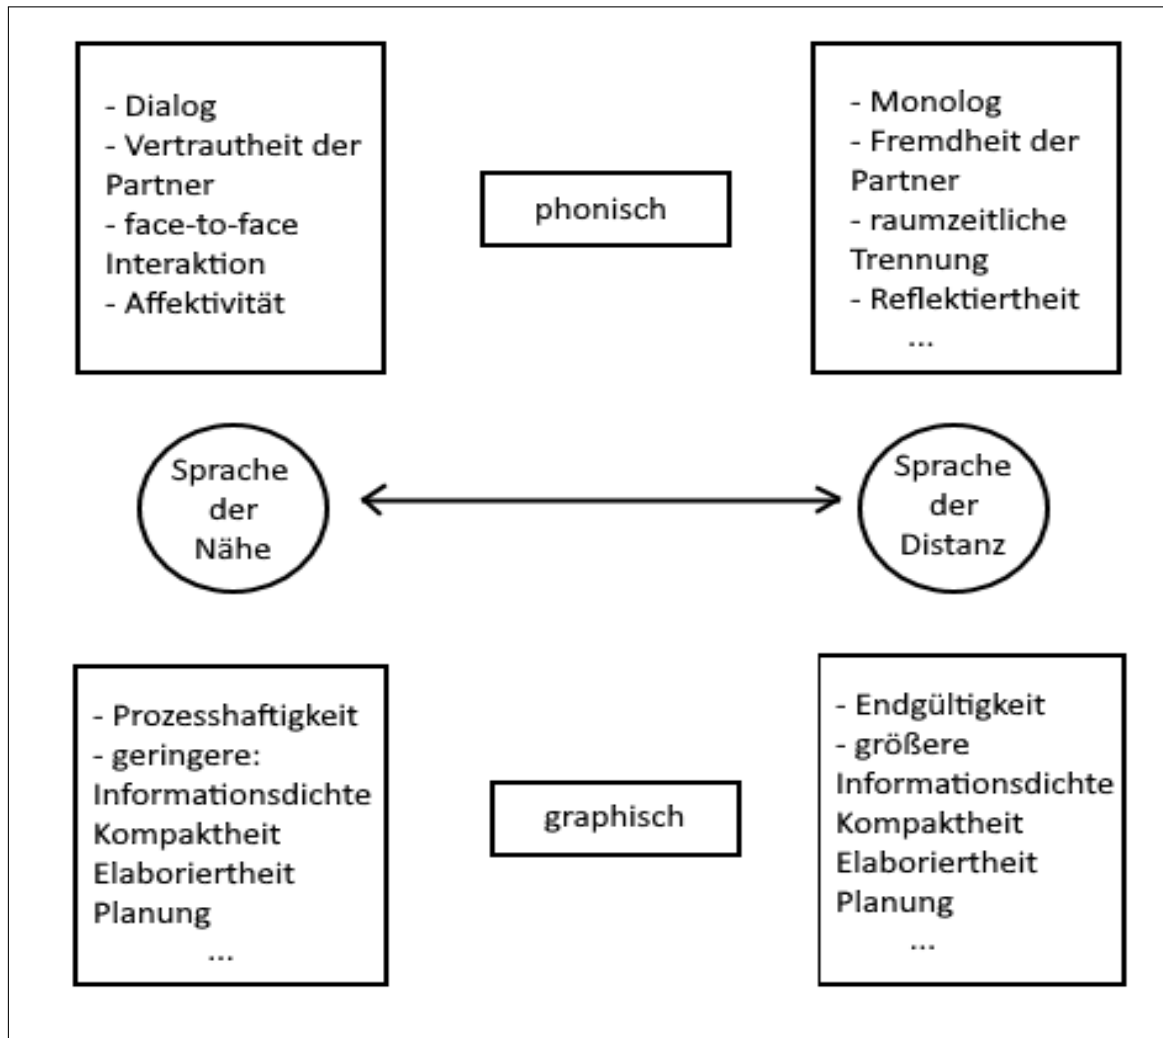 - Dialog
- Vertrautheit der
Partner
- face-to-face
Interaktion
- Affektivität
phonisch
- Monolog
- Fremdheit der
Partner
- raumzeitliche
Trennung
- Reflektiertheit
...
Sprache
der
Nähe
Sprache
der
Distanz
- Prozesshaftigkeit
- geringere:
Informationsdichte
Kompaktheit
Elaboriertheit
Planung
...
graphisch
- Endgültigkeit
- größere
Informationsdichte
Kompaktheit
Elaboriertheit
Planung
...